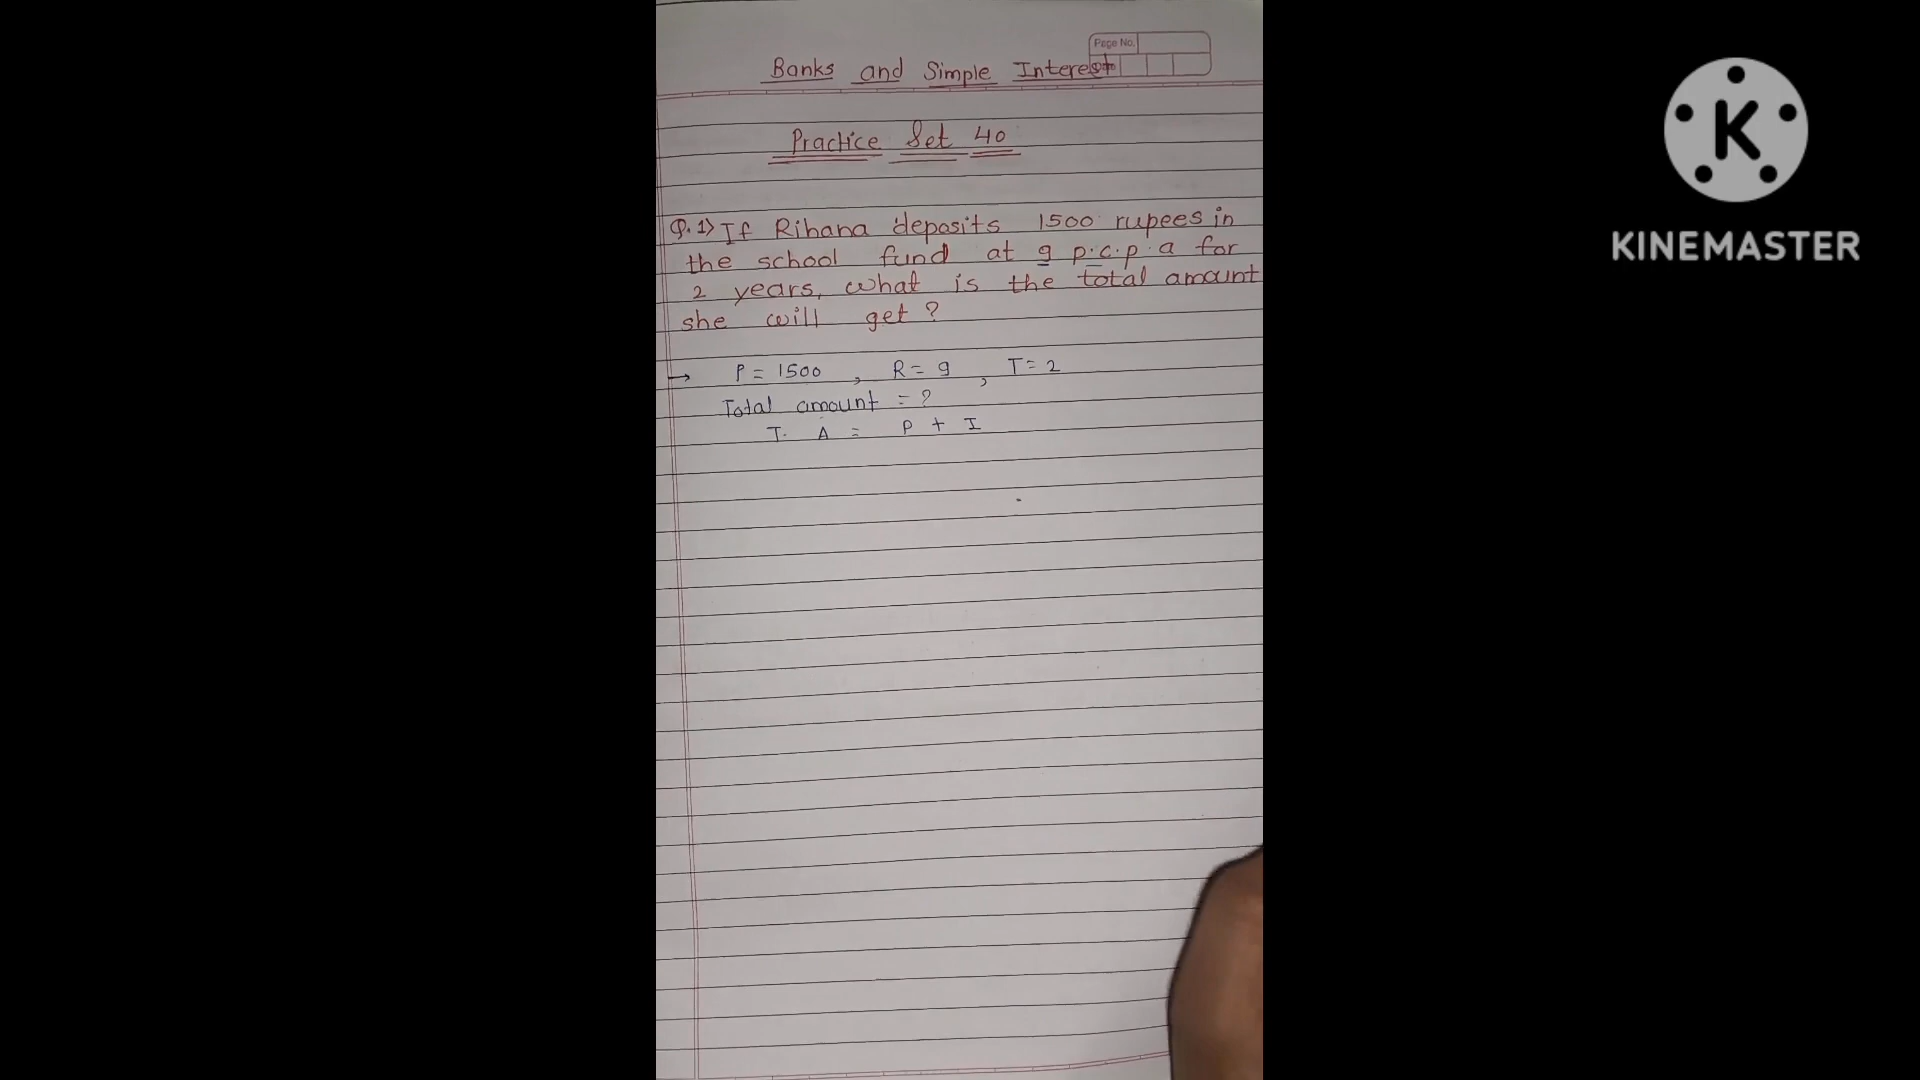 Page No.
Banks and Simple Interest
Practice Set 40
Q.1) If Rihana deposits 1500 rupees in
the school fund at 9 p.c.p.a for
2 years, what is the total amount
she will get ?
→ P = 1500 , R = 9 , T = 2
Total amount = ?
T. A = P + I
K
KINEMASTER